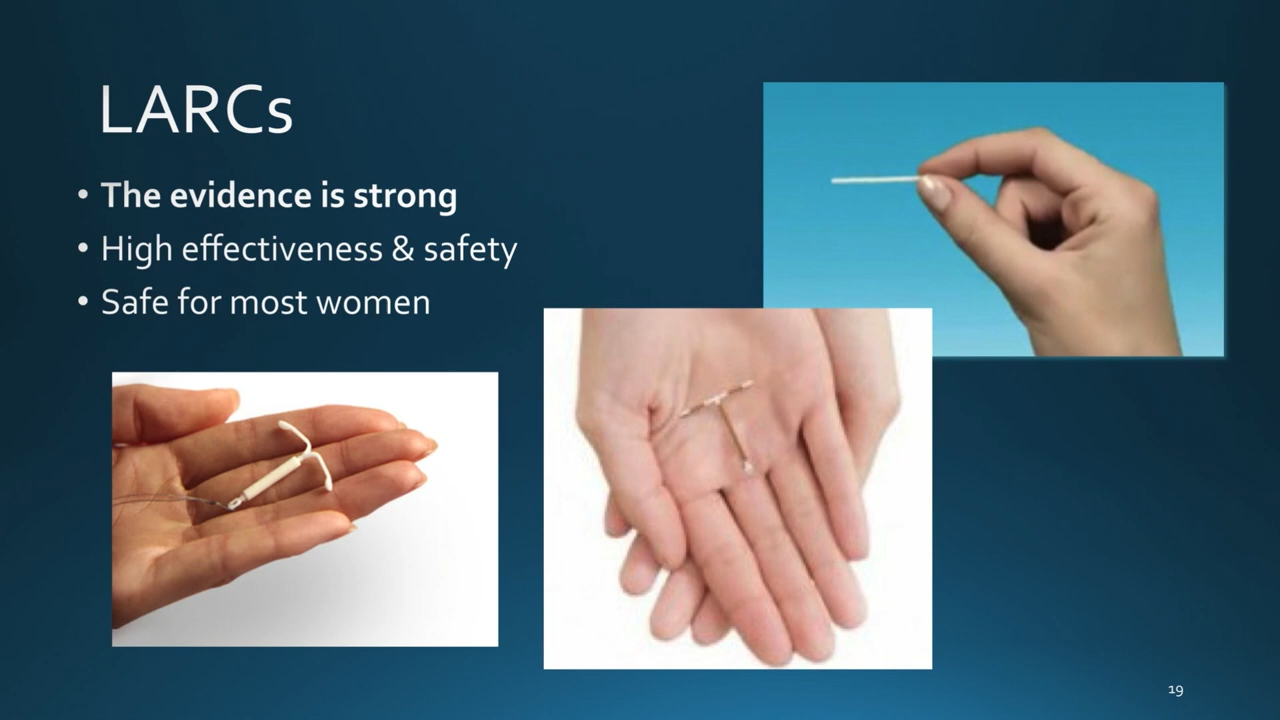 LARCs
• The evidence is strong
• High effectiveness & safety
• Safe for most women
19